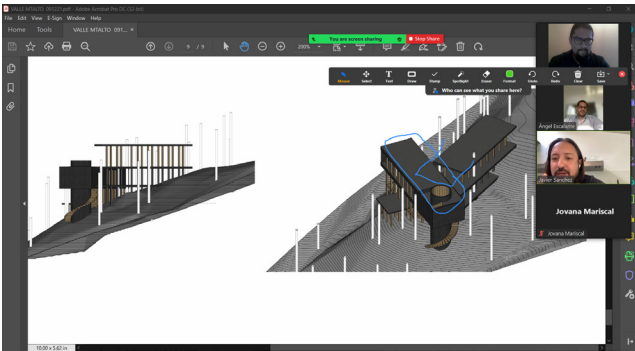 VALLE MTALTO 091221.pdf - Adobe Acrobat Pro DC (32-bit)
File Edit View E-Sign Window Help
Home Tools VALLE MTALTO 091... ×
9 / 9
200%
You are screen sharing
Stop Share
Mouse Select Text Draw Stamp Spotlight Eraser Format Undo Redo Clear Save
Who can see what you share here?
Ángel Escalante
Javier Sánchez
Jovana Mariscal
Jovana Mariscal
10.00 x 5.62 in